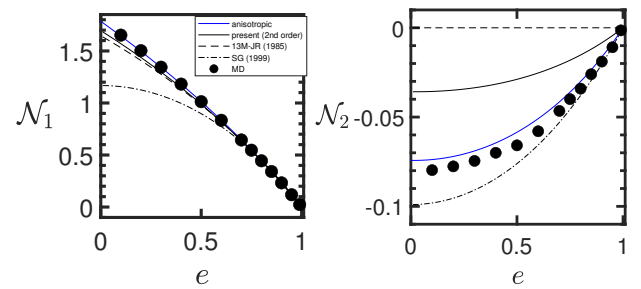 1.5
1
0.5
0
𝒩1
0
0.5
1
e
anisotropic
present (2nd order)
13M-JR (1985)
SG (1999)
MD
0
-0.05
-0.1
𝒩2
0
0.5
1
e